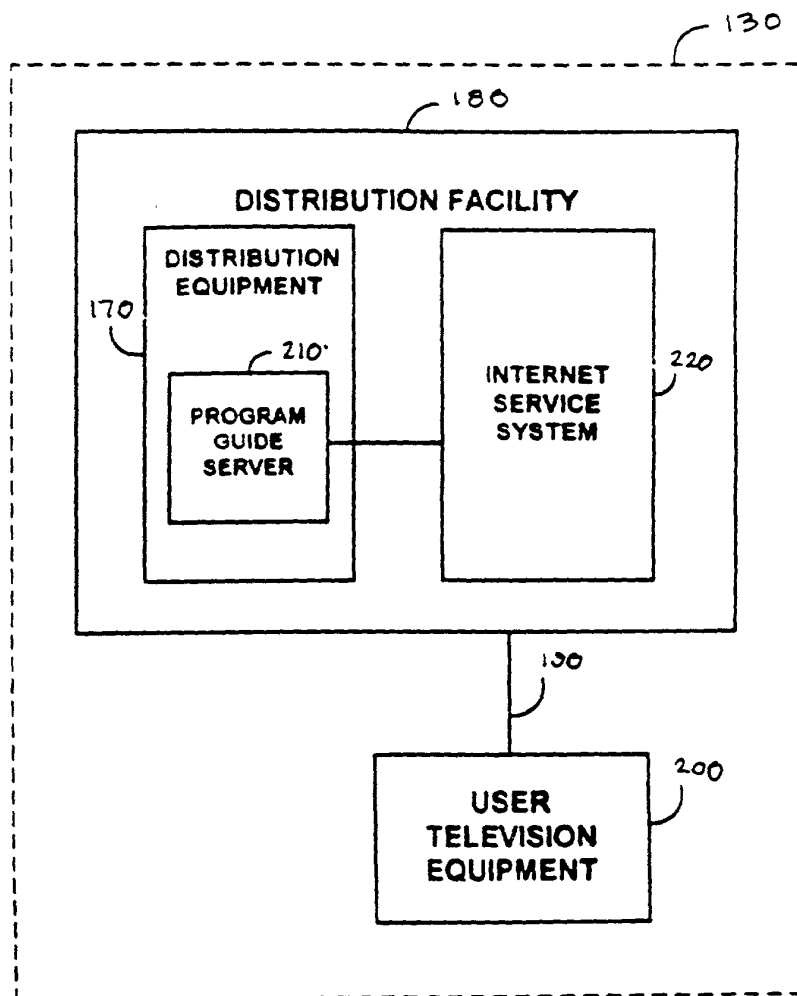 130
180
DISTRIBUTION FACILITY
DISTRIBUTION
EQUIPMENT
170
210
PROGRAM
GUIDE
SERVER
INTERNET
SERVICE
SYSTEM
220
200
USER
TELEVISION
EQUIPMENT